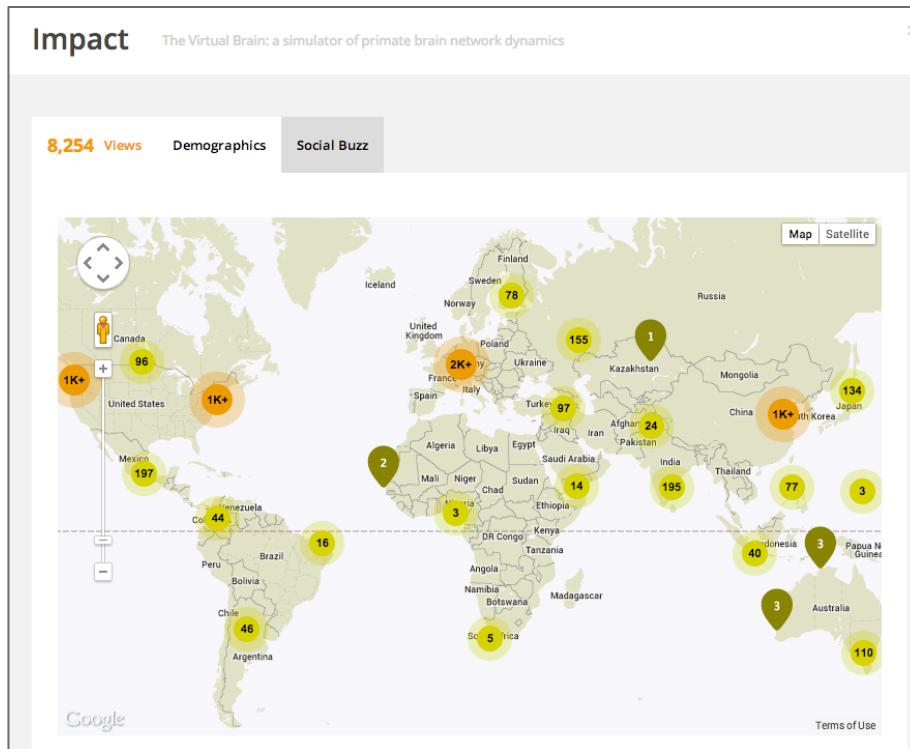 Impact The Virtual Brain: a simulator of primate brain network dynamics
8,254 Views Demographics Social Buzz
Map Satellite
Finland
Iceland
Sweden
78
Russia
Norway
Canada
United
Kingdom
Poland
155
1
96
2K+
Ukraine
Kazakhstan
Mongolia
1K+
France
Italy
134
1K+
United States
Spain
97
China
1K+
Japan
Iraq
Iran
24
Pakistan
Algeria
Libya
Egypt
Mexico
2
Saudi Arabia
India
Thailand
197
Mali
Niger
Chad
Sudan
14
195
77
3
44
3
Ethiopia
16
DR Congo
Kenya
40
3
Papua N
Guinea
Peru
Brazil
Tanzania
Angola
Bolivia
Namibia
Botswana
Madagascar
3
Australia
Chile
46
5
110
Argentina
Google
Terms of Use